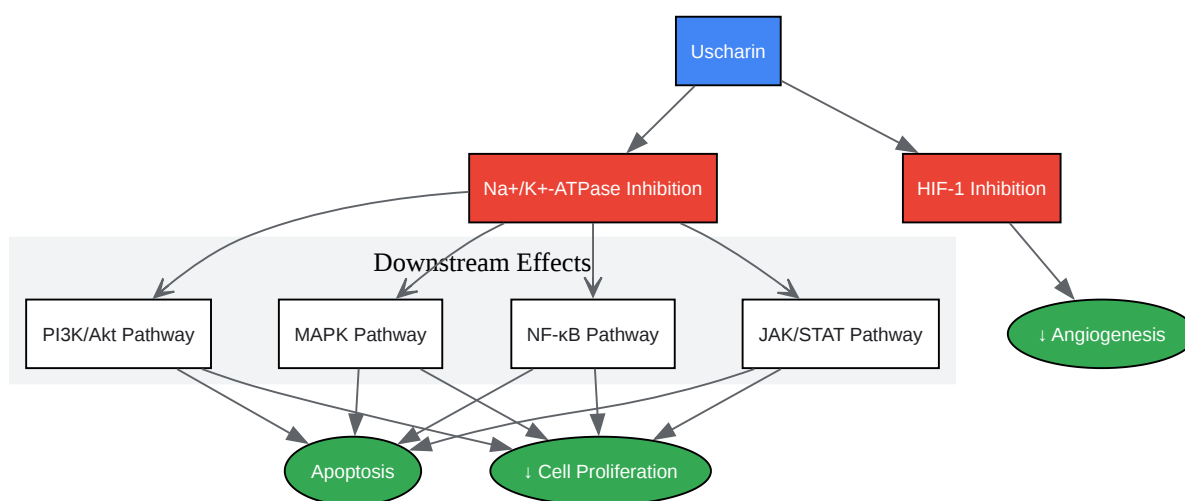 Uscharin
Na+/K+-ATPase Inhibition
HIF-1 Inhibition
Downstream Effects
PI3K/Akt Pathway
MAPK Pathway
NF-κB Pathway
JAK/STAT Pathway
↓ Angiogenesis
Apoptosis
↓ Cell Proliferation